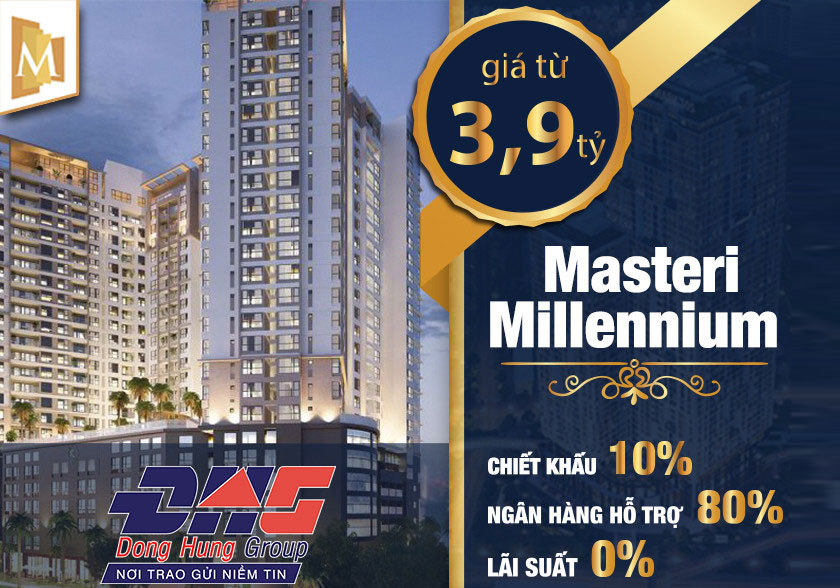 M
giá từ
3,9 tỷ
Masteri
Millennium
CHIẾT KHẤU 10%
NGÂN HÀNG HỖ TRỢ 80%
LÃI SUẤT 0%
DHG
Dong Hung Group
NƠI TRAO GỬI NIỀM TIN